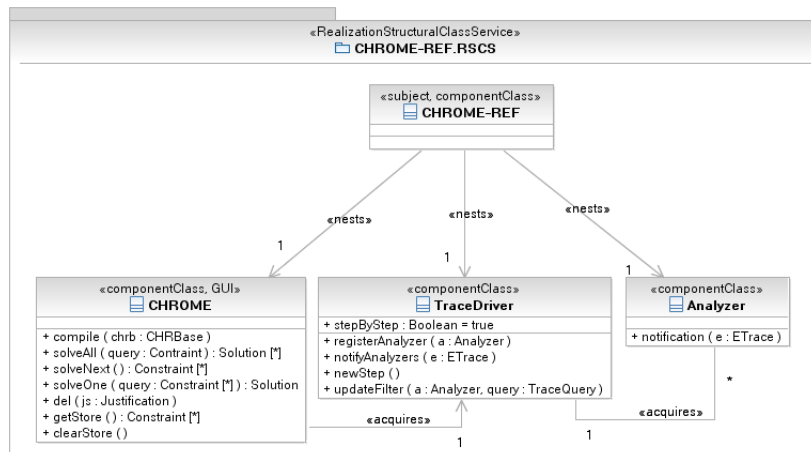 «RealizationStructuralClassService»
CHROME-REF.RSCS
«subject, componentClass»
CHROME-REF
«nests»
«nests»
«nests»
1
1
1
«componentClass, GUI»
CHROME
+ compile ( chrb : CHRBase )
+ solveAll ( query : Contraint ) : Solution [*]
+ solveNext ( ) : Constraint [*]
+ solveOne ( query : Constraint [*] ) : Solution
+ del ( js : Justification )
+ getStore ( ) : Constraint [*]
+ clearStore ( )
«componentClass»
TraceDriver
+ stepByStep : Boolean = true
+ registerAnalyzer ( a : Analyzer )
+ notifyAnalyzers ( e : ETrace )
+ newStep ( )
+ updateFilter ( a : Analyzer, query : TraceQuery )
«componentClass»
Analyzer
+ notification ( e : ETrace )
*
«acquires»
1
«acquires»
1